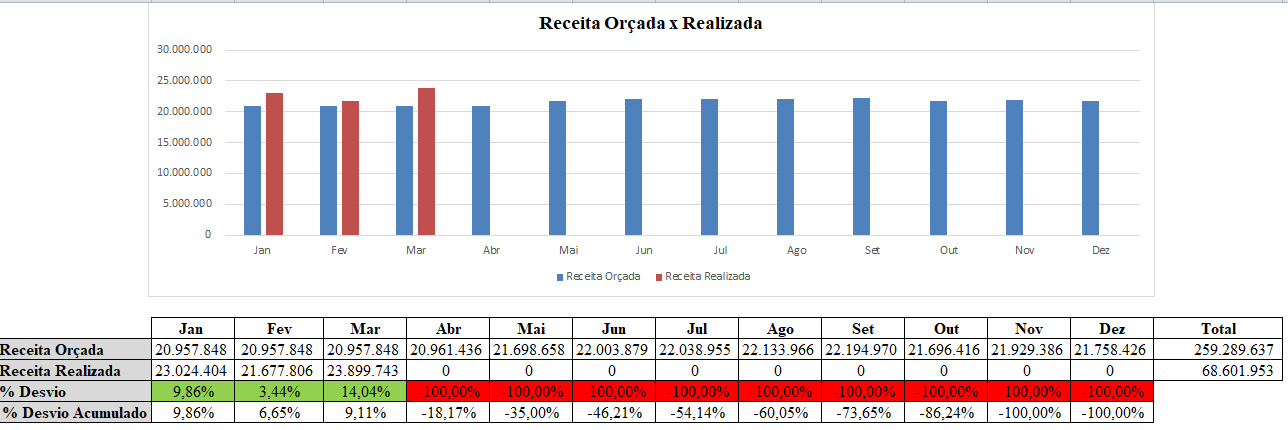 Receita Orçada x Realizada
30.000.000
25.000.000
20.000.000
15.000.000
10.000.000
5.000.000
0
Jan Fev Mar Abr Mai Jun Jul Ago Set Out Nov Dez
Receita Orçada Receita Realizada
Jan Fev Mar Abr Mai Jun Jul Ago Set Out Nov Dez Total
Receita Orçada 20.957.848 20.957.848 20.957.848 20.961.436 21.698.658 22.003.879 22.038.955 22.133.966 22.194.970 21.696.416 21.929.386 21.758.426 259.289.637
Receita Realizada 23.024.404 21.677.806 23.899.743 0 0 0 0 0 0 0 0 0 68.601.953
% Desvio 9,86% 3,44% 14,04% -100,00% -100,00% -100,00% -100,00% -100,00% -100,00% -100,00% -100,00% -100,00%
% Desvio Acumulado 9,86% 6,65% 9,11% -18,17% -35,00% -46,21% -54,14% -60,05% -73,65% -86,24% -100,00% -100,00%